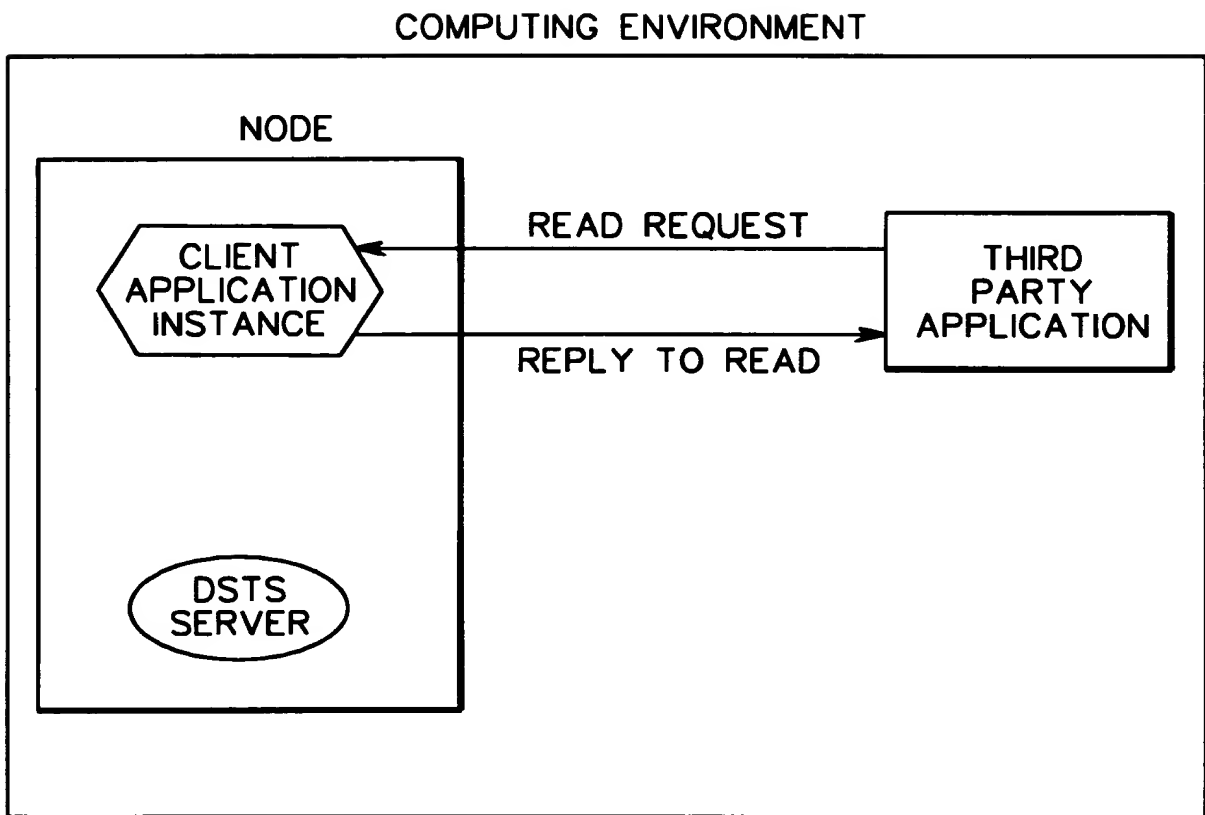 COMPUTING ENVIRONMENT
NODE
CLIENT
APPLICATION
INSTANCE
READ REQUEST
REPLY TO READ
THIRD
PARTY
APPLICATION
DSTS
SERVER